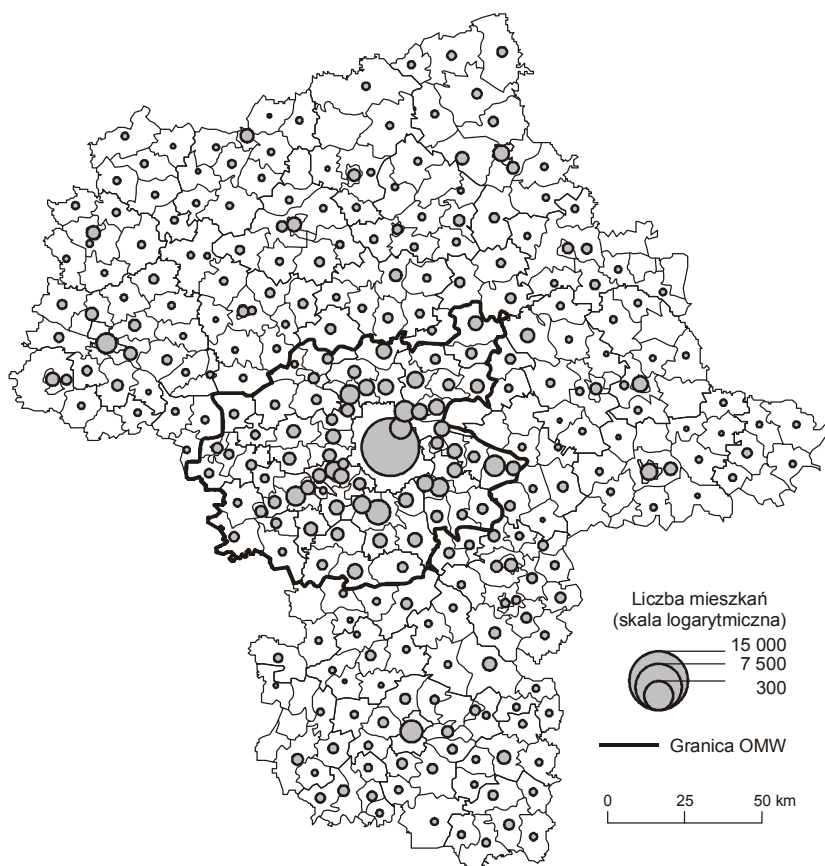 Liczba mieszkań
(skala logarytmiczna)
15 000
7 500
300
Granica OMW
0 25 50 km